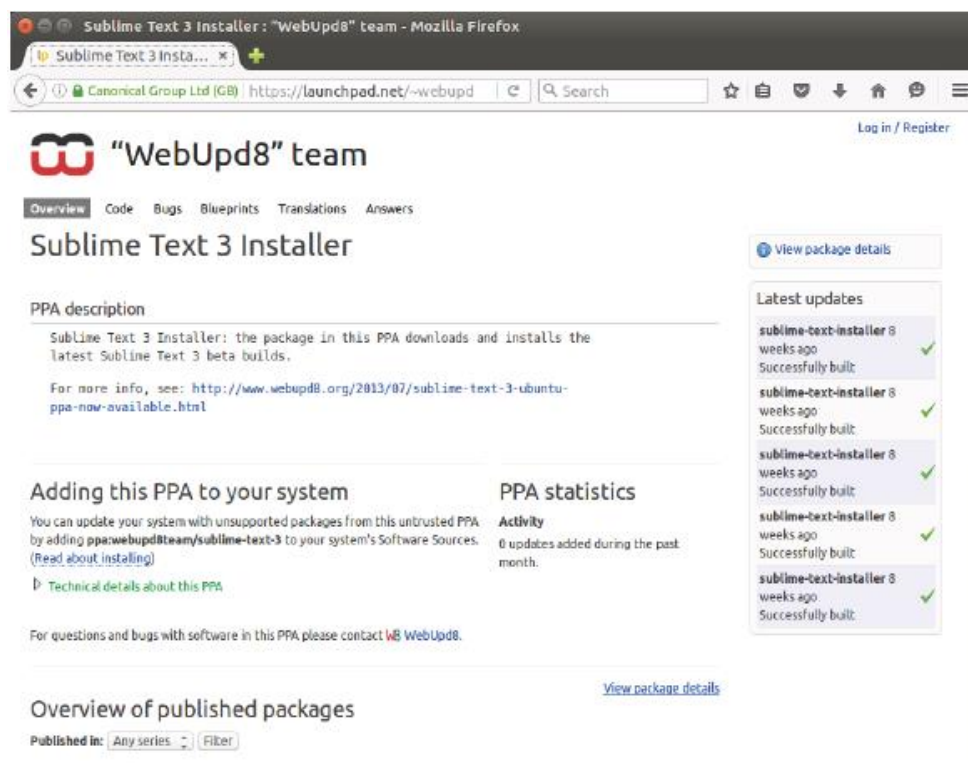 Sublime Text 3 Installer : “WebUpd8” team - Mozilla Firefox
lp Sublime Text 3 Insta... ×
Canonical Group Ltd (GB) https://launchpad.net/~webupd
Search
Log in / Register
“WebUpd8” team
Overview Code Bugs Blueprints Translations Answers
Sublime Text 3 Installer
PPA description
Sublime Text 3 Installer: the package in this PPA downloads and installs the
latest Sublime Text 3 beta builds.
For more info, see: http://www.webupd8.org/2013/07/sublime-text-3-ubuntu-
ppa-now-available.html
Adding this PPA to your system
You can update your system with unsupported packages from this untrusted PPA
by adding ppa:webupd8team/sublime-text-3 to your system's Software Sources.
(Read about installing)
Technical details about this PPA
For questions and bugs with software in this PPA please contact W8 WebUpd8.
PPA statistics
Activity
0 updates added during the past
month.
View package details
Latest updates
sublime-text-installer 8
weeks ago
Successfully built
sublime-text-installer 8
weeks ago
Successfully built
sublime-text-installer 8
weeks ago
Successfully built
sublime-text-installer 8
weeks ago
Successfully built
sublime-text-installer 8
weeks ago
Successfully built
View package details
Overview of published packages
Published in: Any series Filter